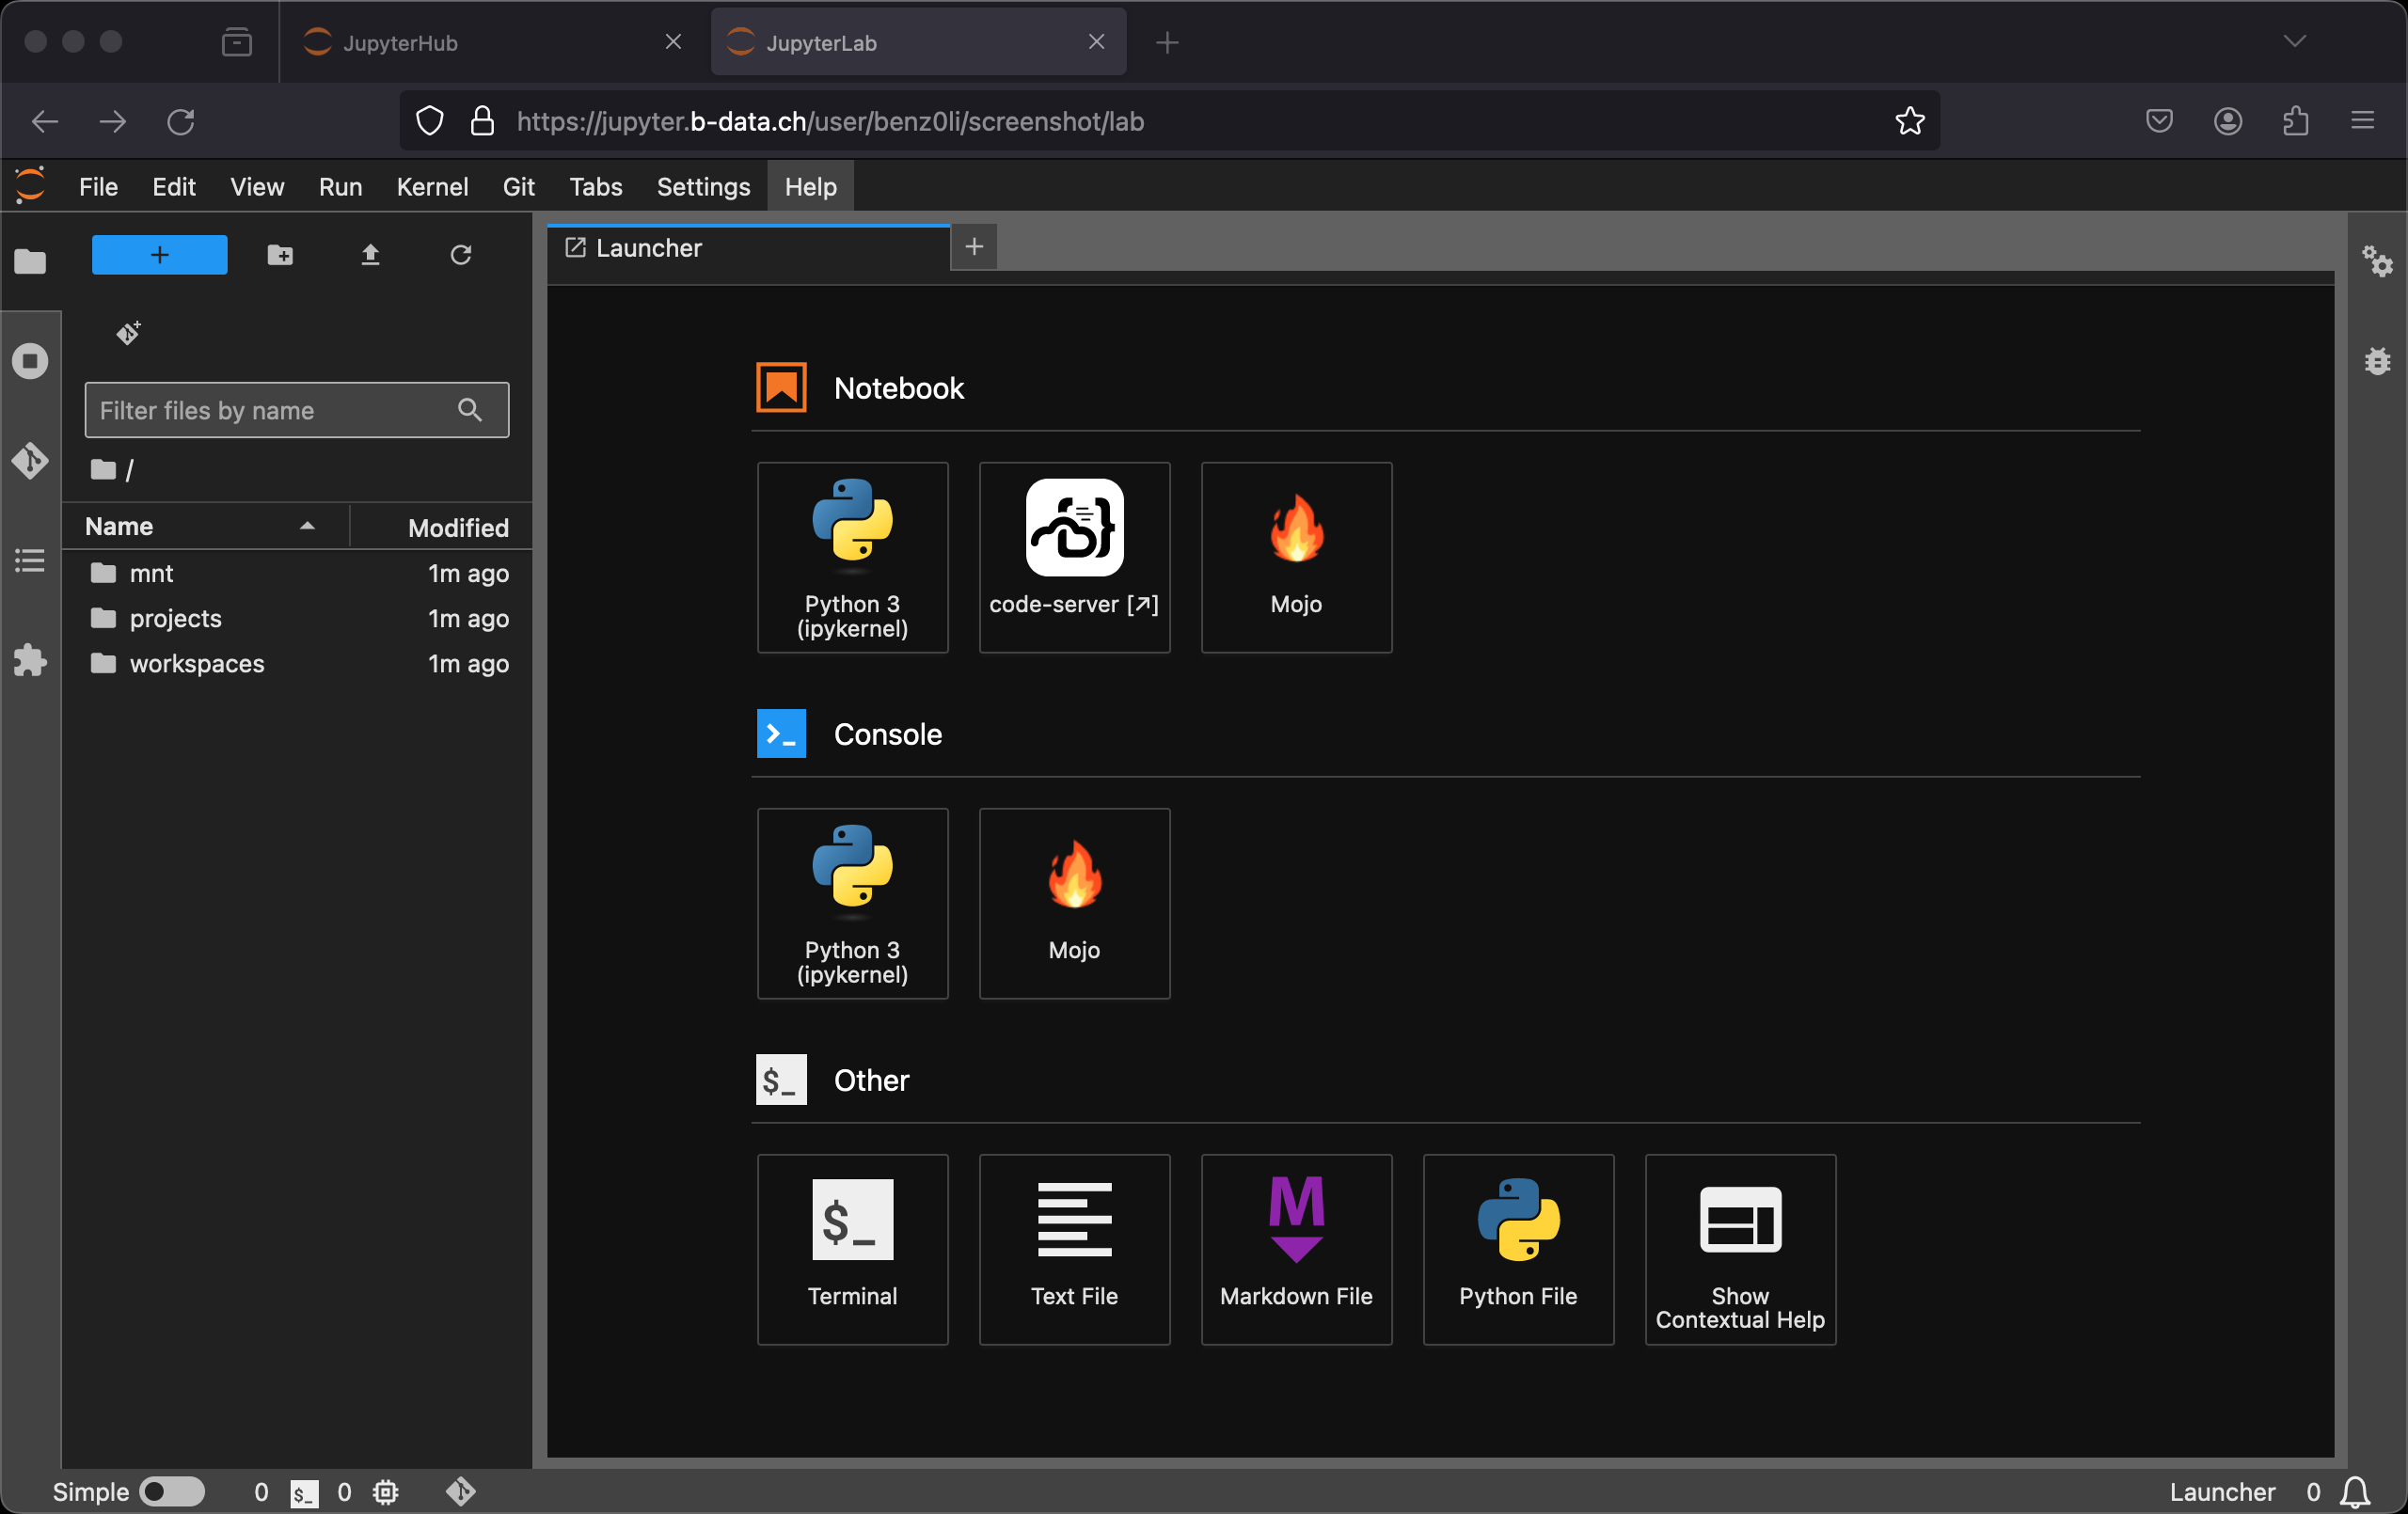 JupyterHub
JupyterLab
https://jupyter.b-data.ch/user/benz0li/screenshot/lab
File Edit View Run Kernel Git Tabs Settings Help
+
Launcher
+
Filter files by name
/
Name Modified
mnt 1m ago
projects 1m ago
workspaces 1m ago
Notebook
Python 3
(ipykernel)
code-server [↗]
Mojo
Console
Python 3
(ipykernel)
Mojo
$_ Other
$_
Terminal
Text File
M
Markdown File
Python File
Show
Contextual Help
Simple 0 $_ 0
Launcher 0